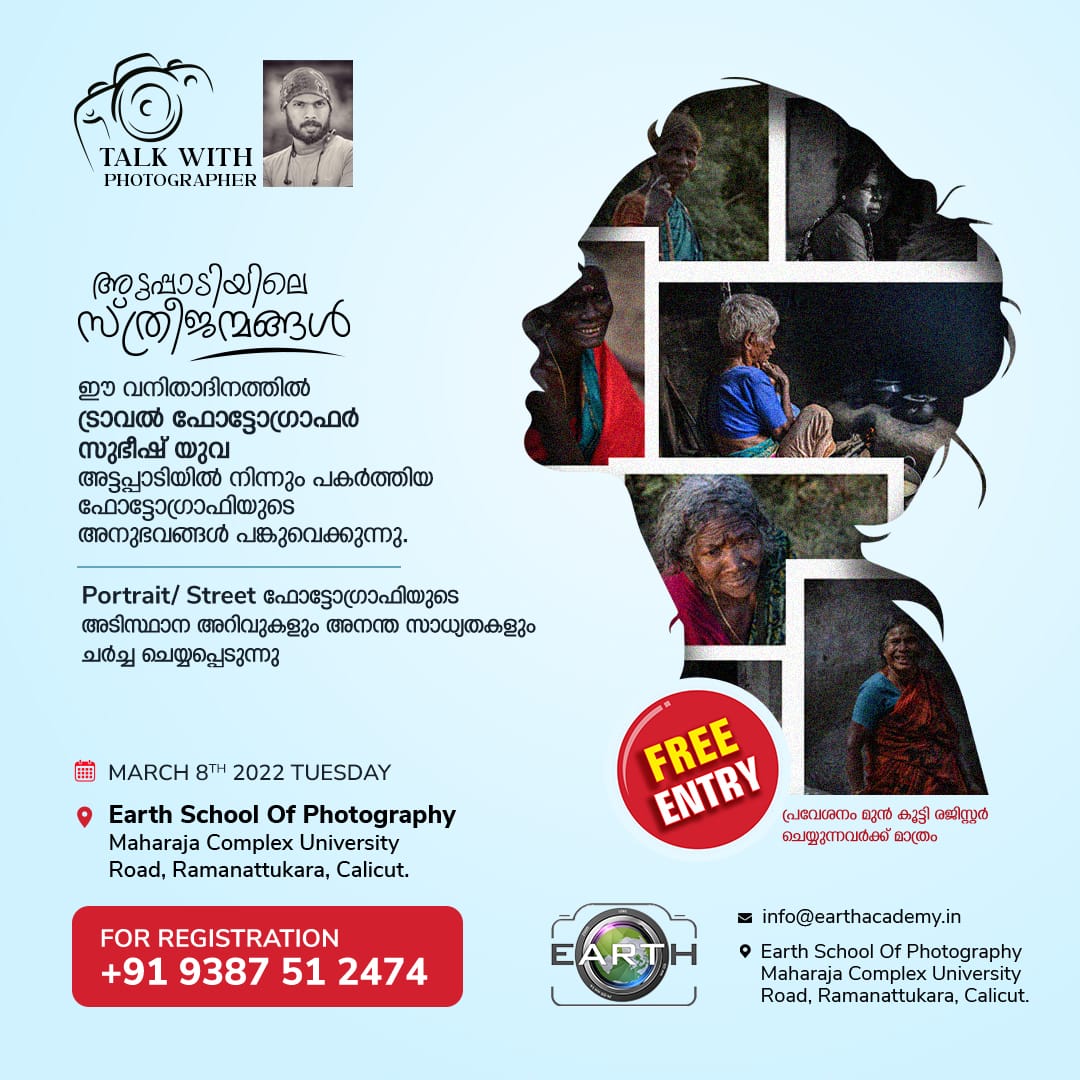 TALK WITH
PHOTOGRAPHER
അട്ടപ്പാടിയിലെ
സ്ത്രീജന്മങ്ങൾ
ഈ വനിതാദിനത്തിൽ
ട്രാവൽ ഫോട്ടോഗ്രാഫർ
സുഭീഷ് യുവ
അട്ടപ്പാടിയിൽ നിന്നും പകർത്തിയ
ഫോട്ടോഗ്രാഫിയുടെ
അനുഭവങ്ങൾ പങ്കുവെക്കുന്നു.
Portrait/ Street ഫോട്ടോഗ്രാഫിയുടെ
അടിസ്ഥാന അറിവുകളും അനന്ത സാധ്യതകളും
ചർച്ച ചെയ്യപ്പെടുന്നു
MARCH 8TH 2022 TUESDAY
Earth School Of Photography
Maharaja Complex University
Road, Ramanattukara, Calicut.
FREE
ENTRY
പ്രവേശനം മുൻ കൂട്ടി രജിസ്റ്റർ
ചെയ്യുന്നവർക്ക് മാത്രം
FOR REGISTRATION
+91 9387 51 2474
EARTH
info@earthacademy.in
Earth School Of Photography
Maharaja Complex University
Road, Ramanattukara, Calicut.